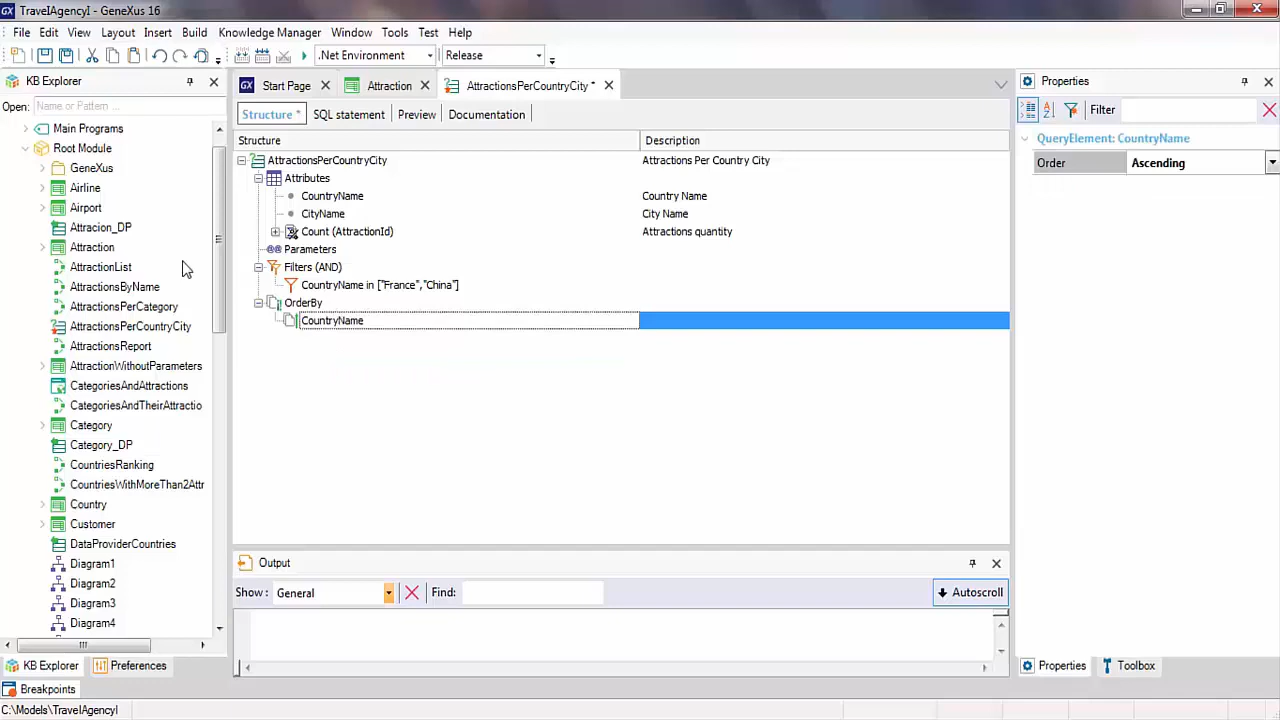 TravelAgencyI - GeneXus 16
File Edit View Layout Insert Build Knowledge Manager Window Tools Test Help
.Net Environment Release
KB Explorer
Open: Name or Pattern ...
Main Programs
Root Module
GeneXus
Airline
Airport
Attracion_DP
Attraction
AttractionList
AttractionsByName
AttractionsPerCategory
AttractionsPerCountryCity
AttractionsReport
AttractionWithoutParameters
CategoriesAndAttractions
CategoriesAndTheirAttractio
Category
Category_DP
CountriesRanking
CountriesWithMoreThan2Attr
Country
Customer
DataProviderCountries
Diagram1
Diagram2
Diagram3
Diagram4
KB Explorer Preferences
Breakpoints
C:\Models\TravelAgencyI
GX Start Page Attraction AttractionsPerCountryCity *
Structure * SQL statement Preview Documentation
Structure Description
AttractionsPerCountryCity Attractions Per Country City
Attributes
CountryName Country Name
CityName City Name
Count (AttractionId) Attractions quantity
Parameters
Filters (AND)
CountryName in ["France","China"]
OrderBy
CountryName
Output
Show : General Find: Autoscroll
Properties
Filter
QueryElement: CountryName
Order Ascending
Properties Toolbox